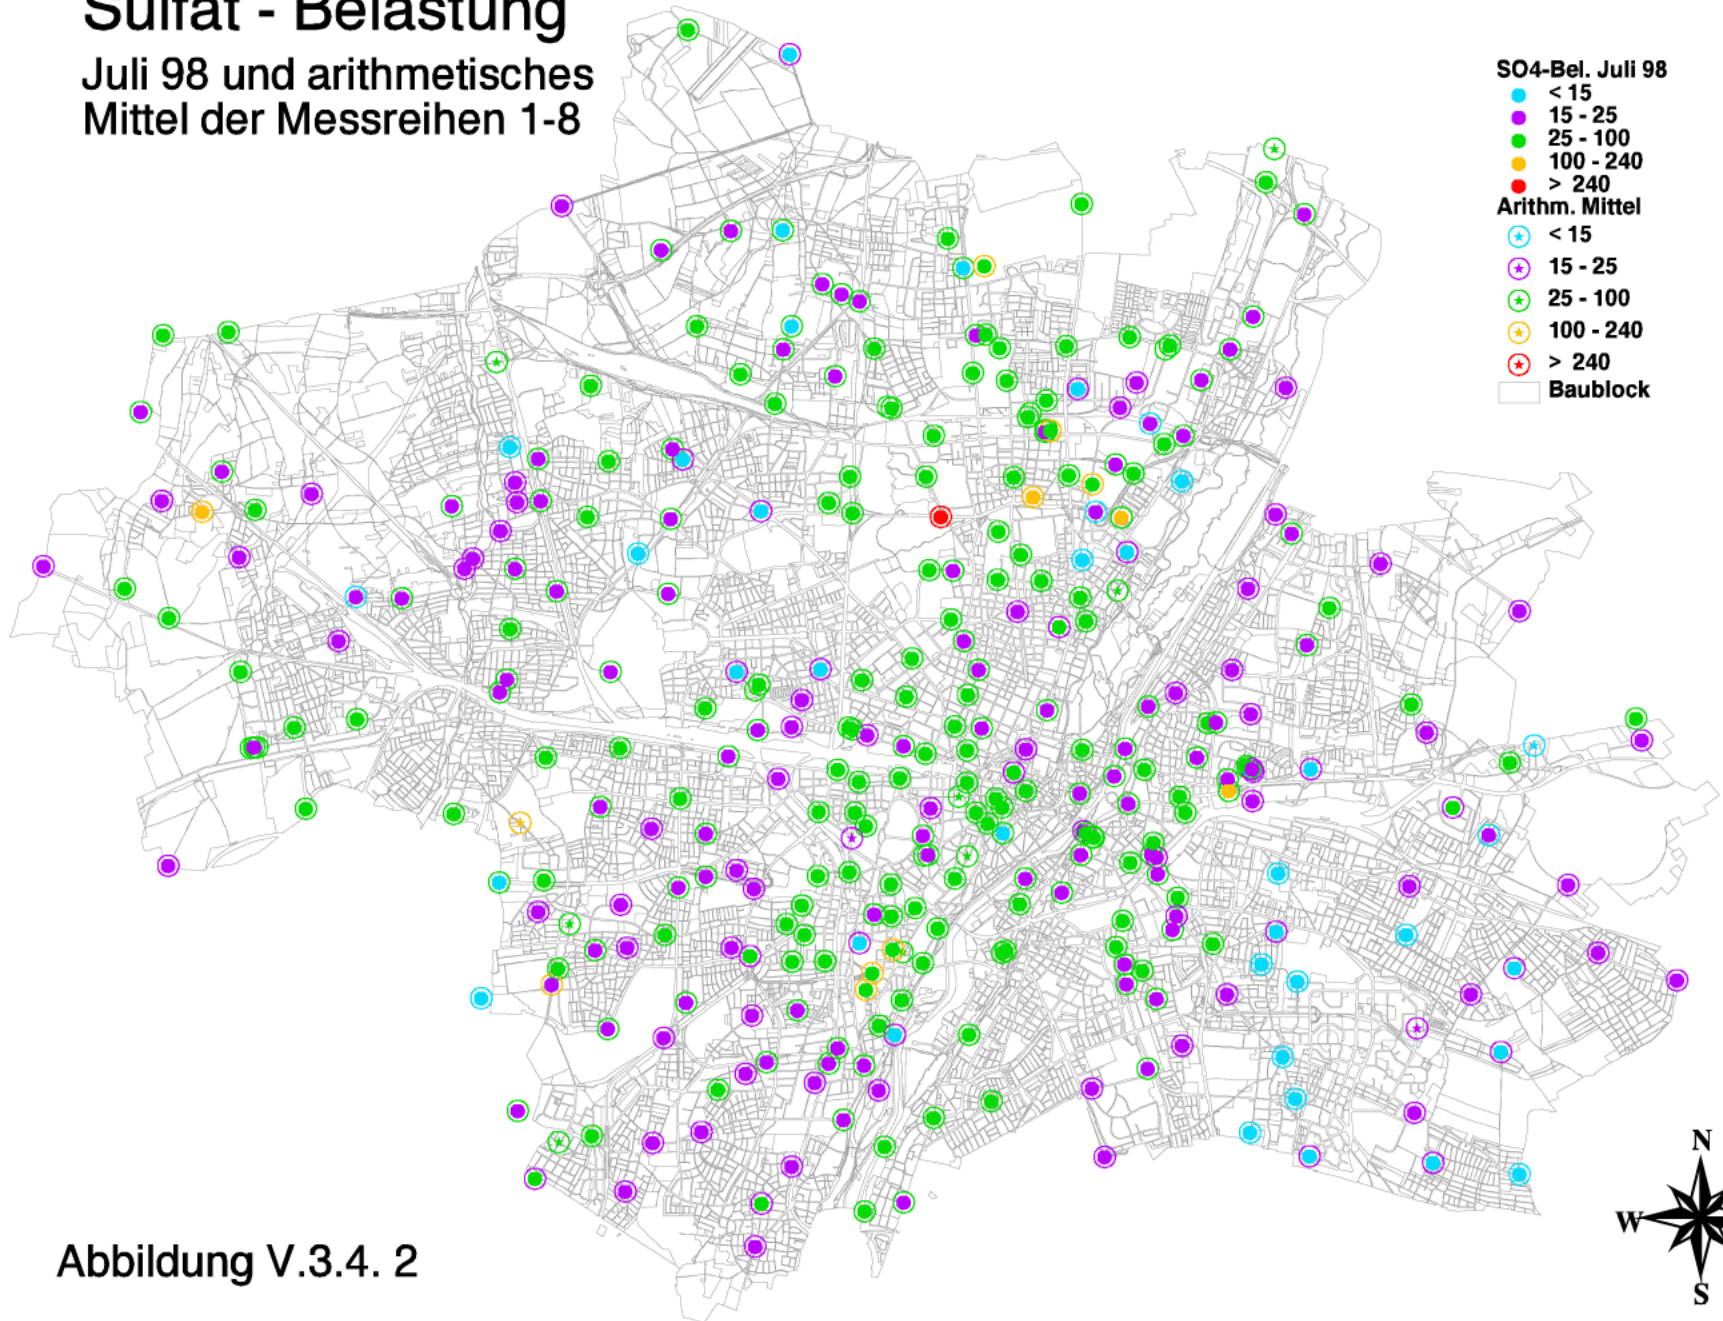 Sulfat - Belastung
Juli 98 und arithmetisches
Mittel der Messreihen 1-8
SO4-Bel. Juli 98
< 15
15 - 25
25 - 100
100 - 240
> 240
Arithm. Mittel
< 15
15 - 25
25 - 100
100 - 240
> 240
Baublock
N
W
S
Abbildung V.3.4. 2